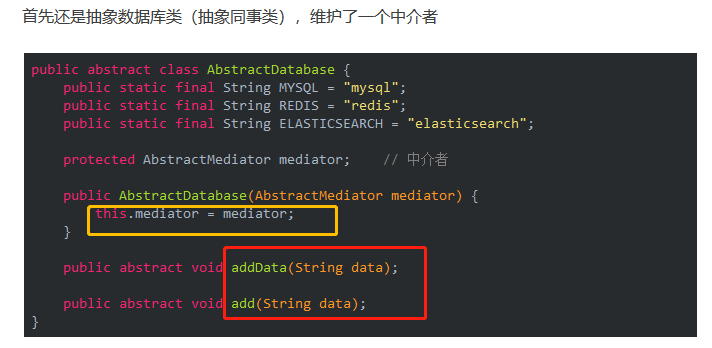 首先还是抽象数据库类（抽象同事类），维护了一个中介者
public abstract class AbstractDatabase {
    public static final String MYSQL = "mysql";
    public static final String REDIS = "redis";
    public static final String ELASTICSEARCH = "elasticsearch";
    protected AbstractMediator mediator;    // 中介者
    public AbstractDatabase(AbstractMediator mediator) {
        this.mediator = mediator;
    }
    public abstract void addData(String data);
    public abstract void add(String data);
}